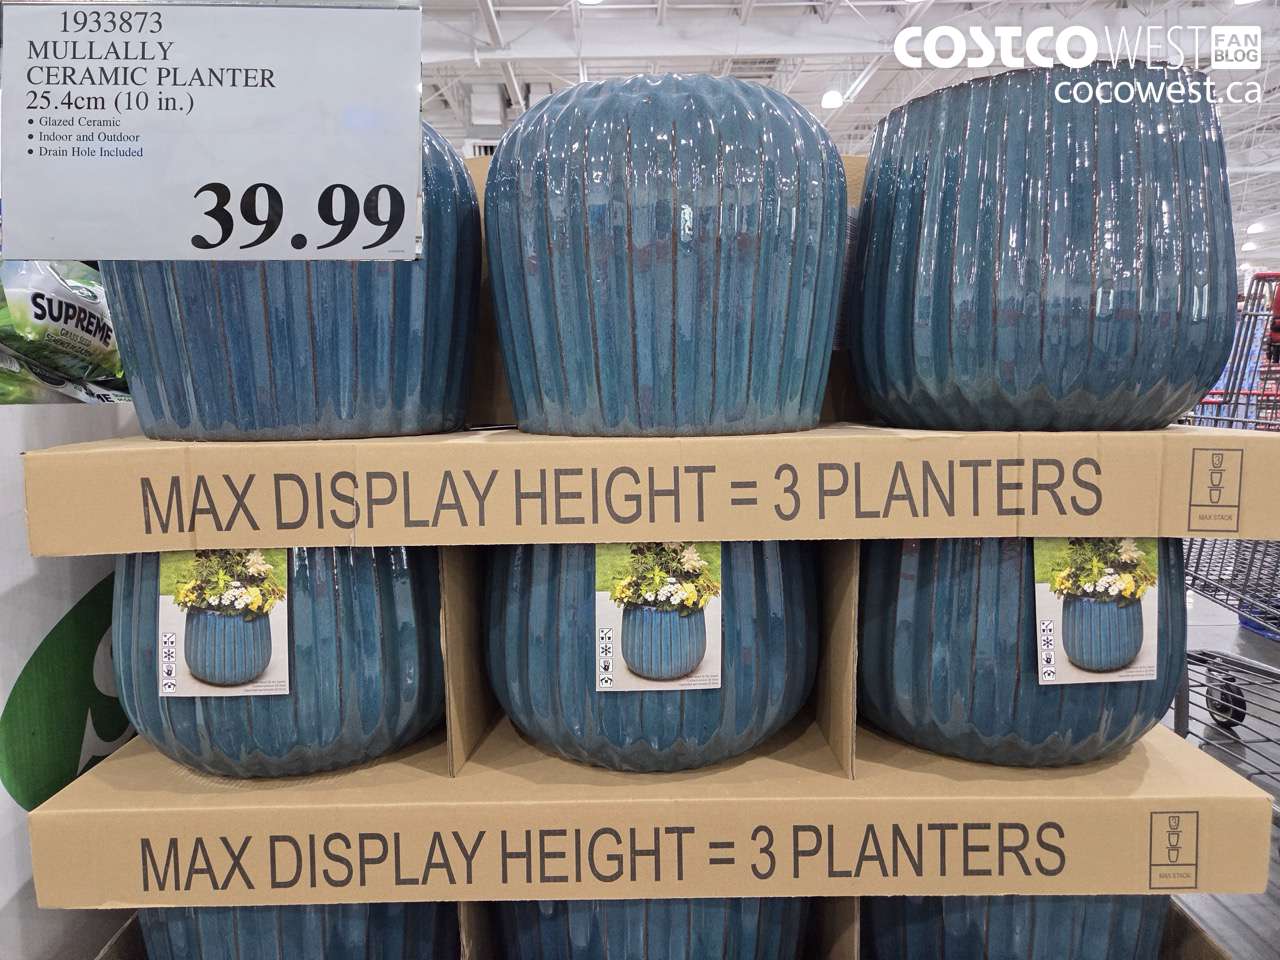 1933873
MULLALLY
CERAMIC PLANTER
25.4cm (10 in.)
• Glazed Ceramic
• Indoor and Outdoor
• Drain Hole Included
39.99
COSTCO WEST FAN BLOG
cocowest.ca
SUPREME
MAX DISPLAY HEIGHT = 3 PLANTERS
MAX STACK
MAX DISPLAY HEIGHT = 3 PLANTERS
MAX STACK